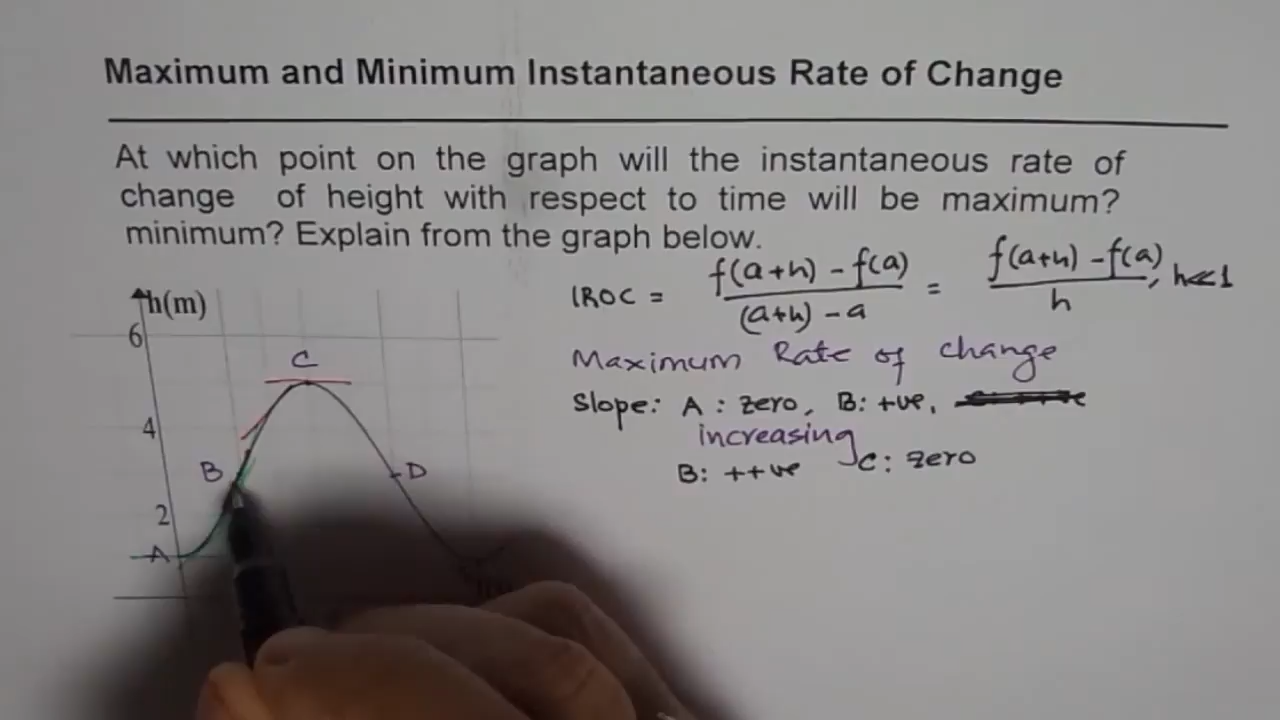 Maximum and Minimum Instantaneous Rate of Change
At which point on the graph will the instantaneous rate of
change of height with respect to time will be maximum?
minimum? Explain from the graph below.
IROC = f(a+h) - f(a) / (a+h) - a = f(a+h) - f(a) / h, h<<1
Maximum Rate of change
Slope: A: zero, B: +ve,
increasing
B: ++ve C: zero
h(m)
6
C
4
B
D
2
A